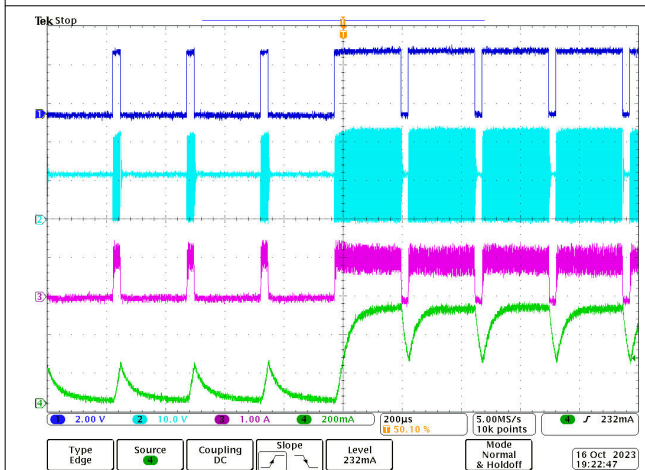 Tek Stop
T
T
1
2
3
4
1 2.00 V 2 10.0 V 3 1.00 A 4 200mA
200µs
T 50.10 %
5.00MS/s
10k points
4 232mA
Type
Edge
Source
4
Coupling
DC
Slope
Level
232mA
Mode
Normal
& Holdoff
16 Oct 2023
19:22:47